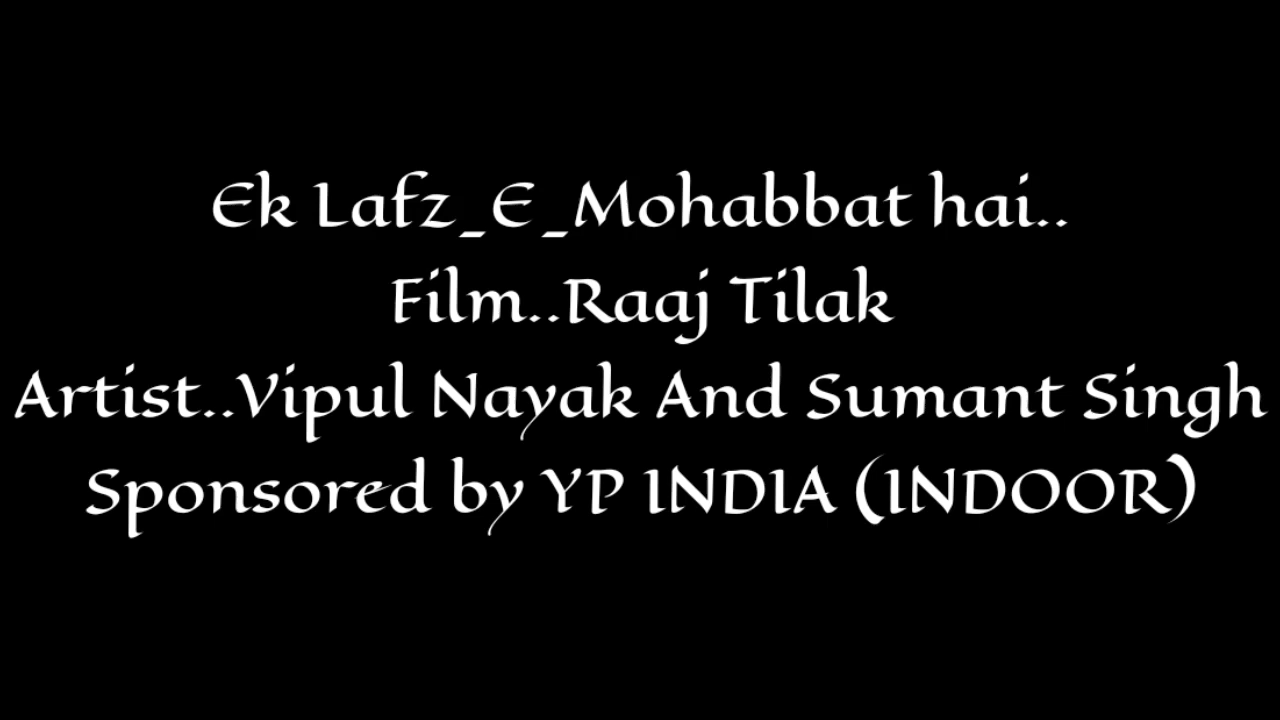 Ek Lafz_E_Mohabbat hai..
Film..Raaj Tilak
Artist..Vipul Nayak And Sumant Singh
Sponsored by YP INDIA (INDOOR)